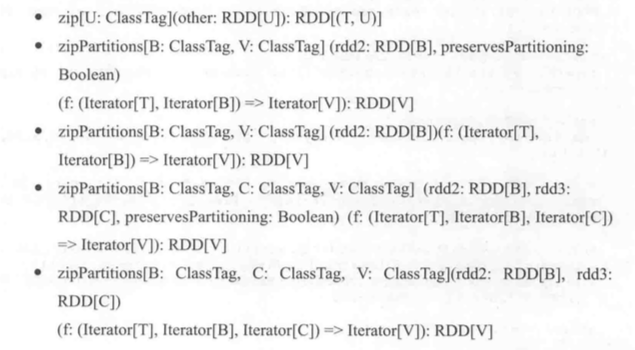 • zip[U: ClassTag](other: RDD[U]): RDD[(T, U)]
• zipPartitions[B: ClassTag, V: ClassTag] (rdd2: RDD[B], preservesPartitioning:
Boolean)
(f: (Iterator[T], Iterator[B]) => Iterator[V]): RDD[V]
• zipPartitions[B: ClassTag, V: ClassTag] (rdd2: RDD[B])(f: (Iterator[T],
Iterator[B]) => Iterator[V]): RDD[V]
• zipPartitions[B: ClassTag, C: ClassTag, V: ClassTag] (rdd2: RDD[B], rdd3:
RDD[C], preservesPartitioning: Boolean) (f: (Iterator[T], Iterator[B], Iterator[C])
=> Iterator[V]): RDD[V]
• zipPartitions[B: ClassTag, C: ClassTag, V: ClassTag](rdd2: RDD[B], rdd3:
RDD[C])
(f: (Iterator[T], Iterator[B], Iterator[C]) => Iterator[V]): RDD[V]